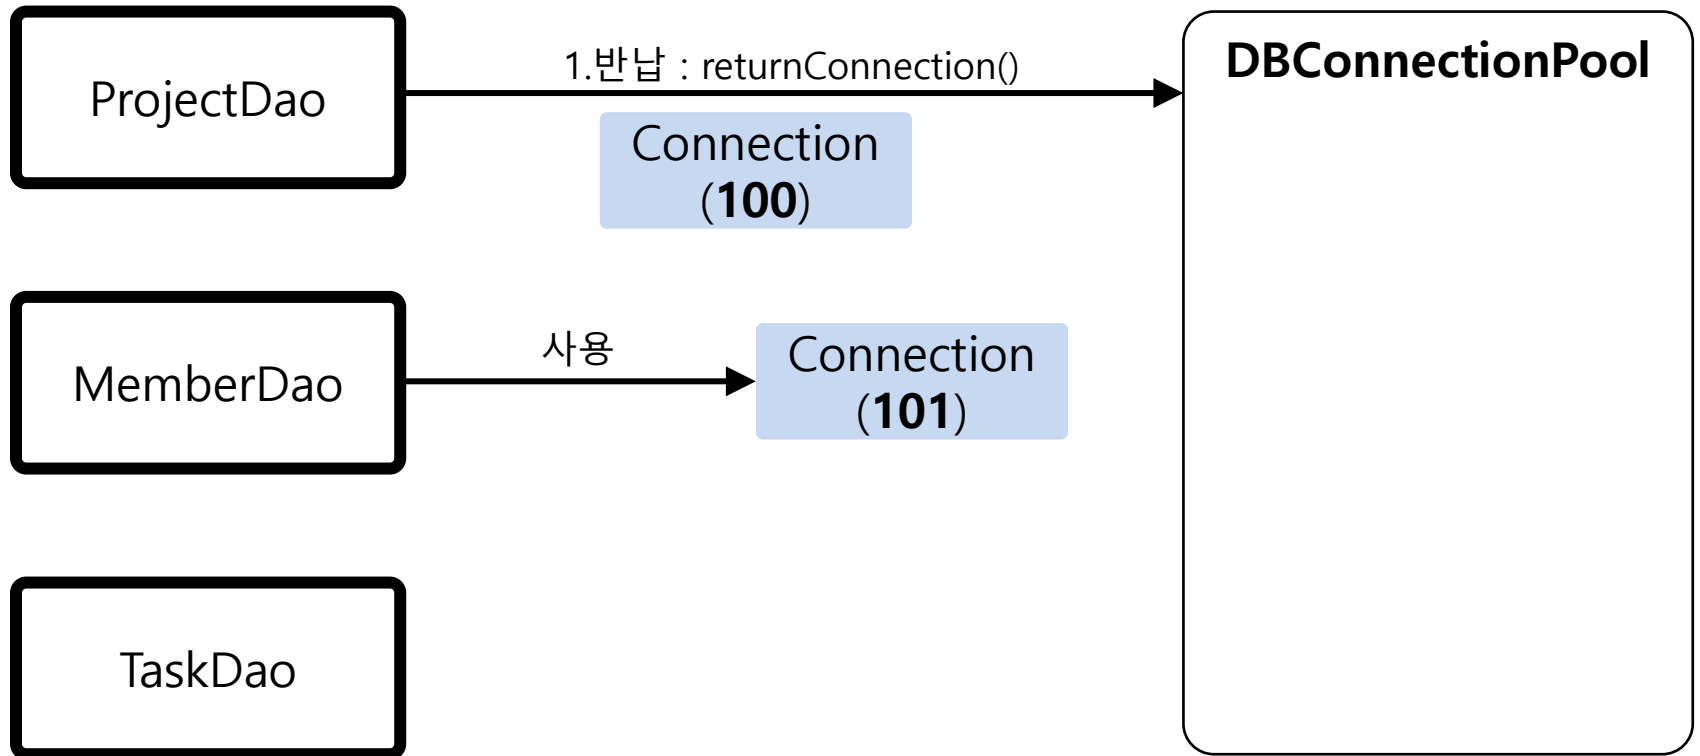 ProjectDao
1.반납 : returnConnection()
Connection
(100)
DBConnectionPool
MemberDao
사용
Connection
(101)
TaskDao